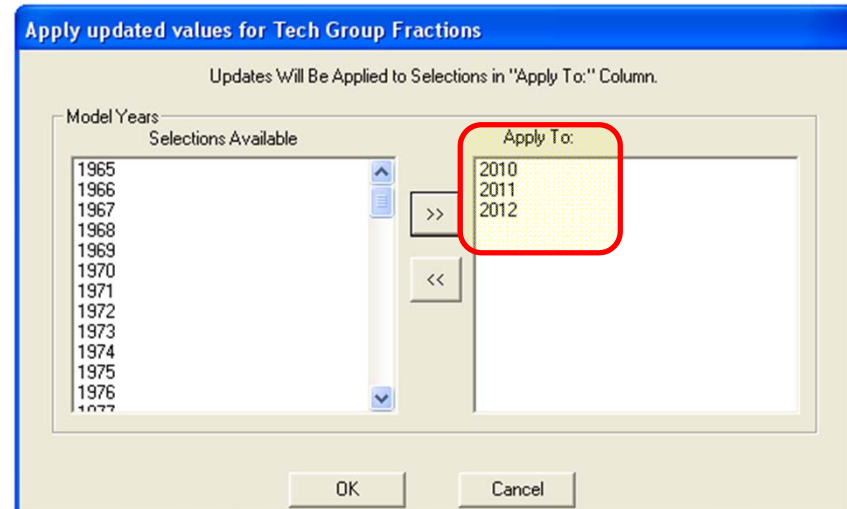 Apply updated values for Tech Group Fractions
Updates Will Be Applied to Selections in "Apply To:" Column.
Model Years
Selections Available
Apply To:
1965
1966
1967
1968
1969
1970
1971
1972
1973
1974
1975
1976
1977
>>
<<
2010
2011
2012
OK
Cancel